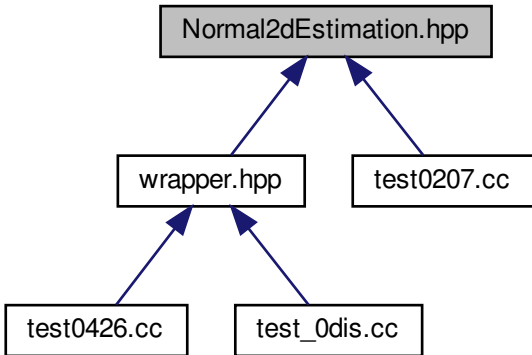 Normal2dEstimation.hpp
wrapper.hpp
test0207.cc
test0426.cc
test_0dis.cc